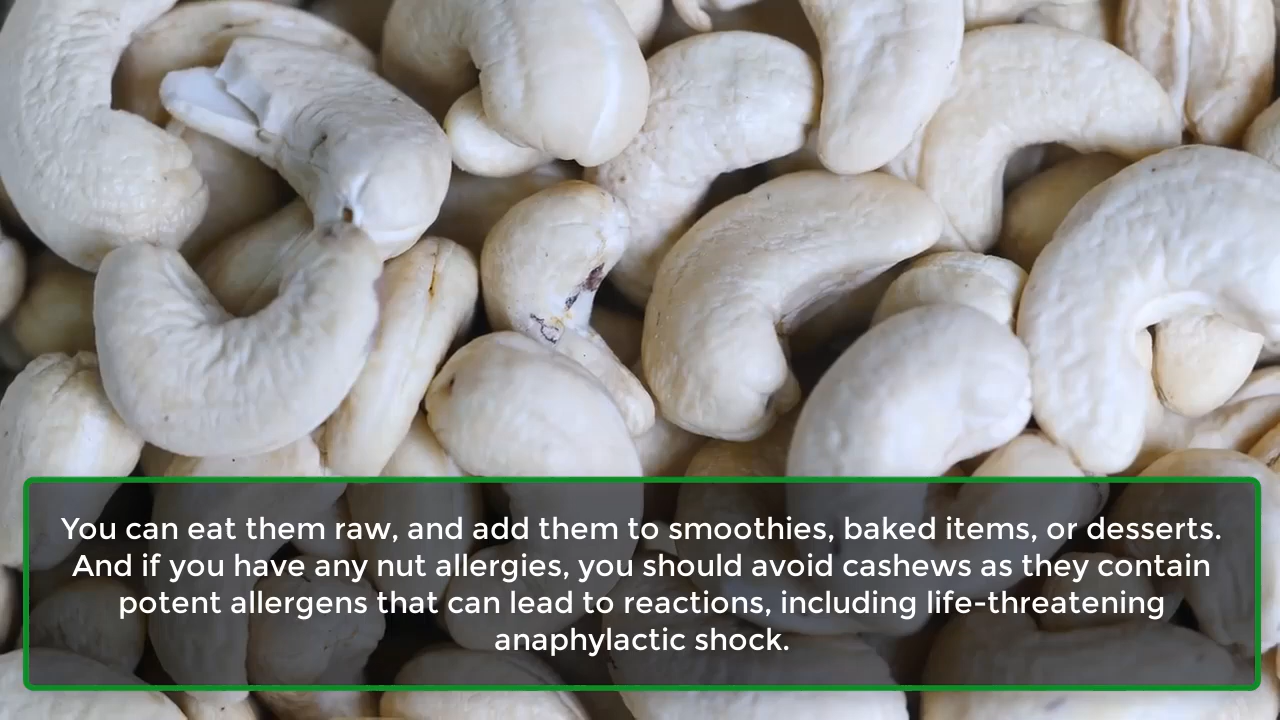 You can eat them raw, and add them to smoothies, baked items, or desserts.
And if you have any nut allergies, you should avoid cashews as they contain
potent allergens that can lead to reactions, including life-threatening
anaphylactic shock.